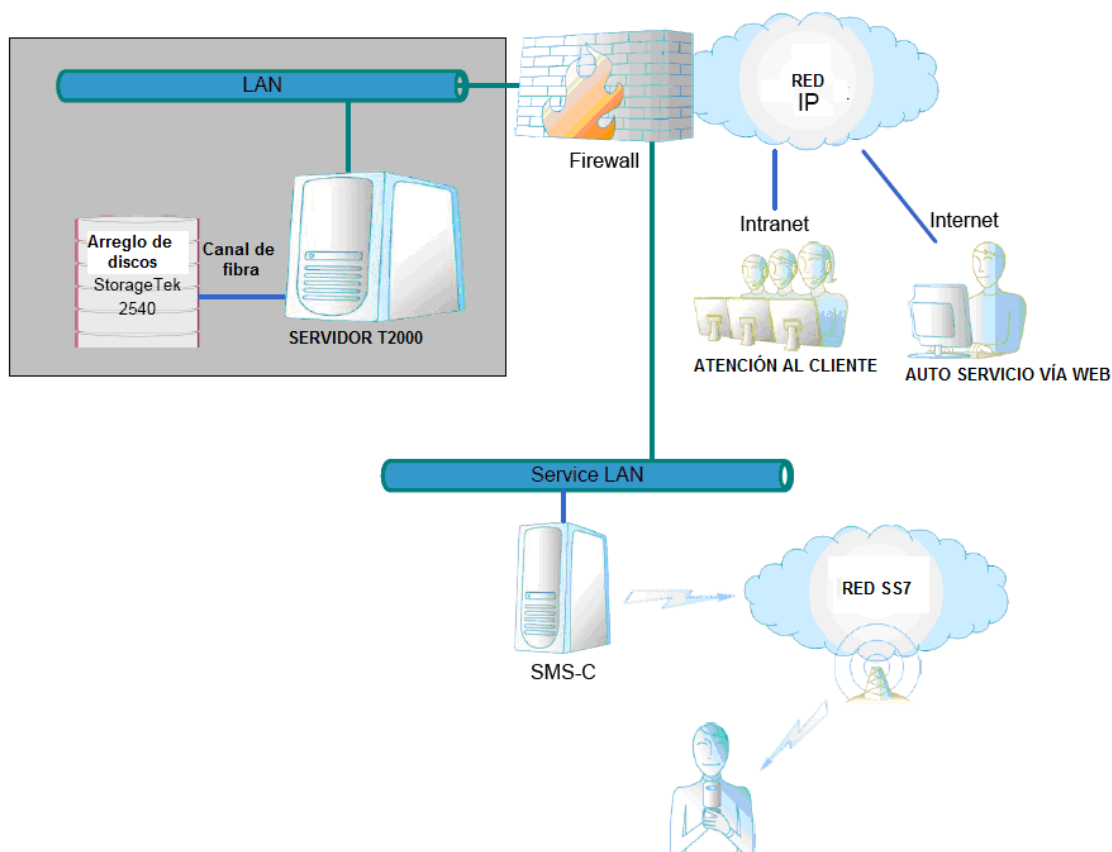 LAN
RED
IP
Firewall
Arreglo de
discos
StorageTek
2540
Canal de
fibra
SERVIDOR T2000
Intranet
Internet
ATENCIÓN AL CLIENTE
AUTO SERVICIO VÍA WEB
Service LAN
SMS-C
RED SS7